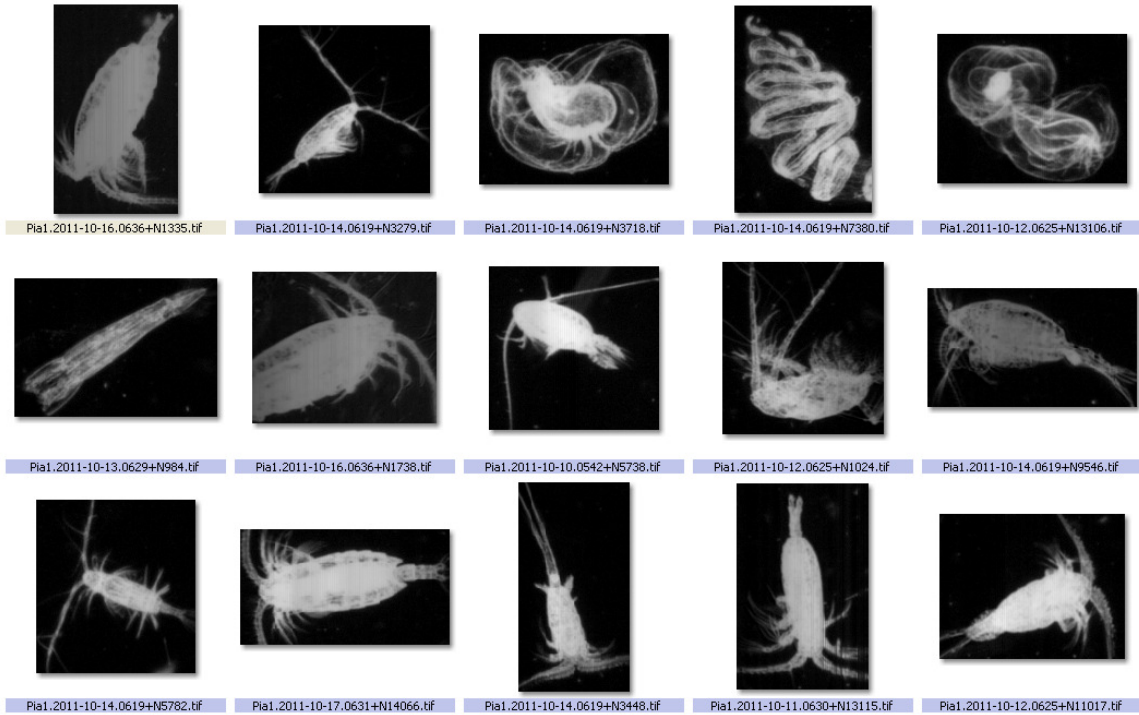 Pia1.2011-10-16.0636+N1335.tif
Pia1.2011-10-14.0619+N3279.tif
Pia1.2011-10-14.0619+N3718.tif
Pia1.2011-10-14.0619+N7380.tif
Pia1.2011-10-12.0625+N13106.tif
Pia1.2011-10-13.0629+N984.tif
Pia1.2011-10-16.0636+N1738.tif
Pia1.2011-10-10.0542+N5738.tif
Pia1.2011-10-12.0625+N1024.tif
Pia1.2011-10-14.0619+N9546.tif
Pia1.2011-10-14.0619+N5782.tif
Pia1.2011-10-17.0631+N14066.tif
Pia1.2011-10-14.0619+N3448.tif
Pia1.2011-10-11.0630+N13115.tif
Pia1.2011-10-12.0625+N11017.tif